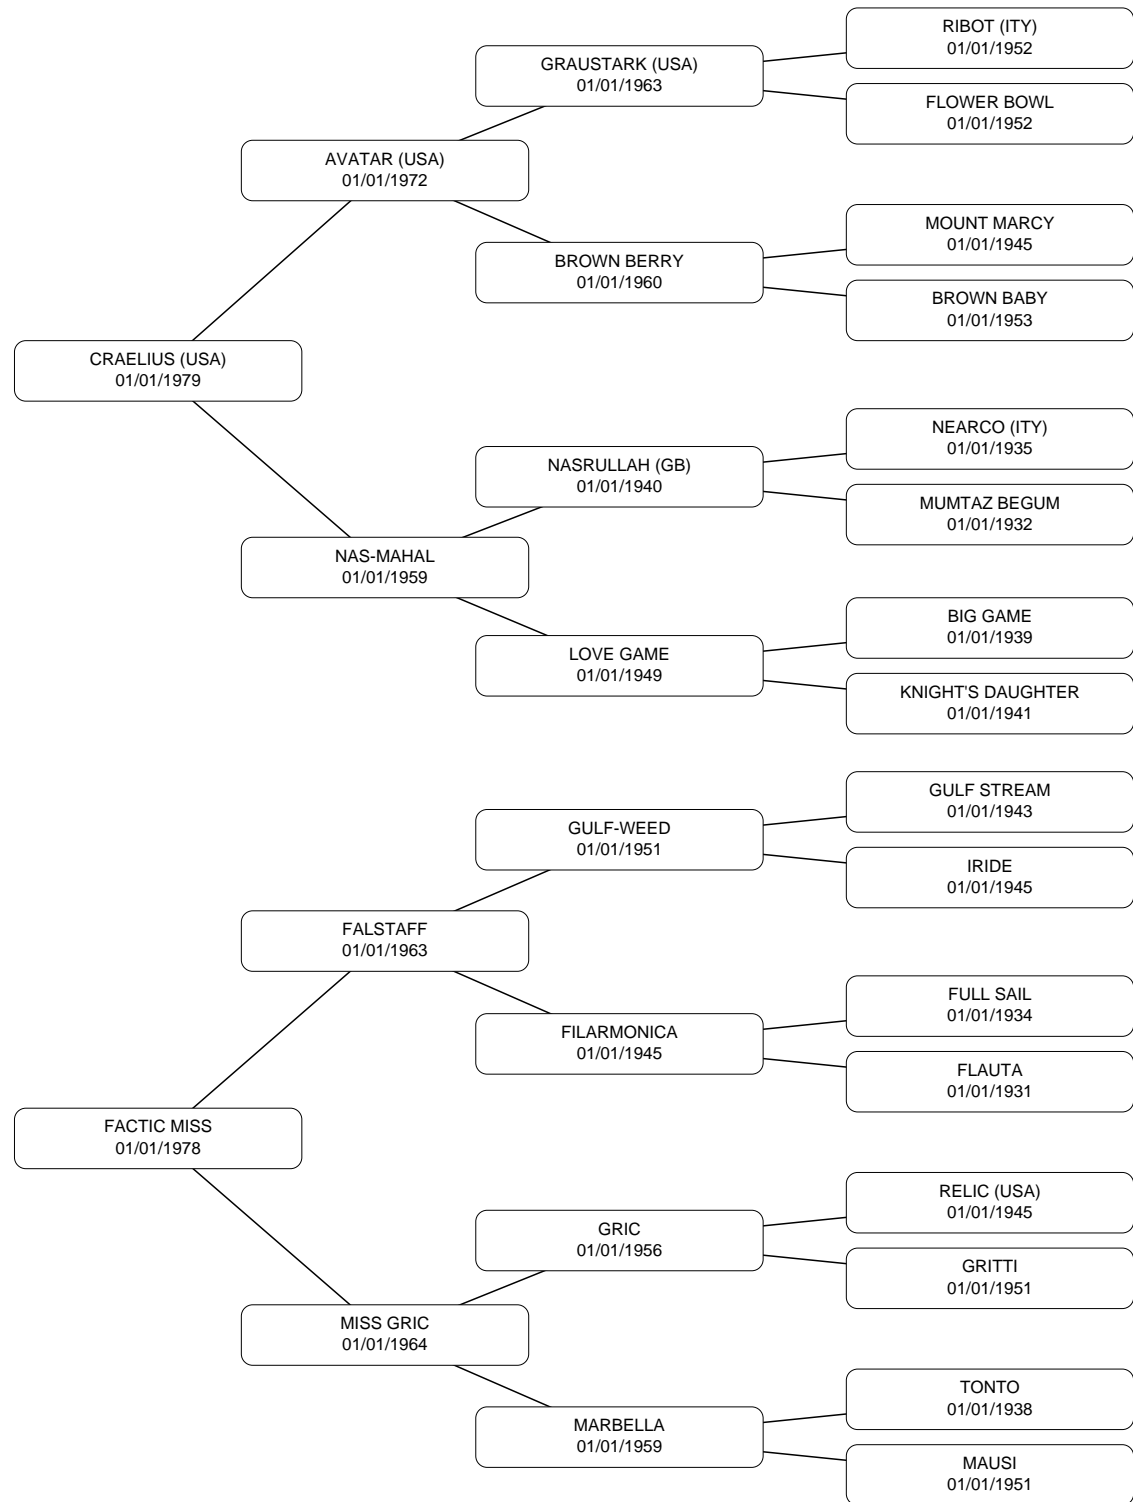 RIBOT (ITY)
01/01/1952
GRAUSTARK (USA)
01/01/1963
FLOWER BOWL
01/01/1952
AVATAR (USA)
01/01/1972
MOUNT MARCY
01/01/1945
BROWN BERRY
01/01/1960
BROWN BABY
01/01/1953
CRAELIUS (USA)
01/01/1979
NEARCO (ITY)
01/01/1935
NASRULLAH (GB)
01/01/1940
MUMTAZ BEGUM
01/01/1932
NAS-MAHAL
01/01/1959
BIG GAME
01/01/1939
LOVE GAME
01/01/1949
KNIGHT'S DAUGHTER
01/01/1941
GULF STREAM
01/01/1943
GULF-WEED
01/01/1951
IRIDE
01/01/1945
FALSTAFF
01/01/1963
FULL SAIL
01/01/1934
FILARMONICA
01/01/1945
FLAUTA
01/01/1931
FACTIC MISS
01/01/1978
RELIC (USA)
01/01/1945
GRIC
01/01/1956
GRITTI
01/01/1951
MISS GRIC
01/01/1964
TONTO
01/01/1938
MARBELLA
01/01/1959
MAUSI
01/01/1951